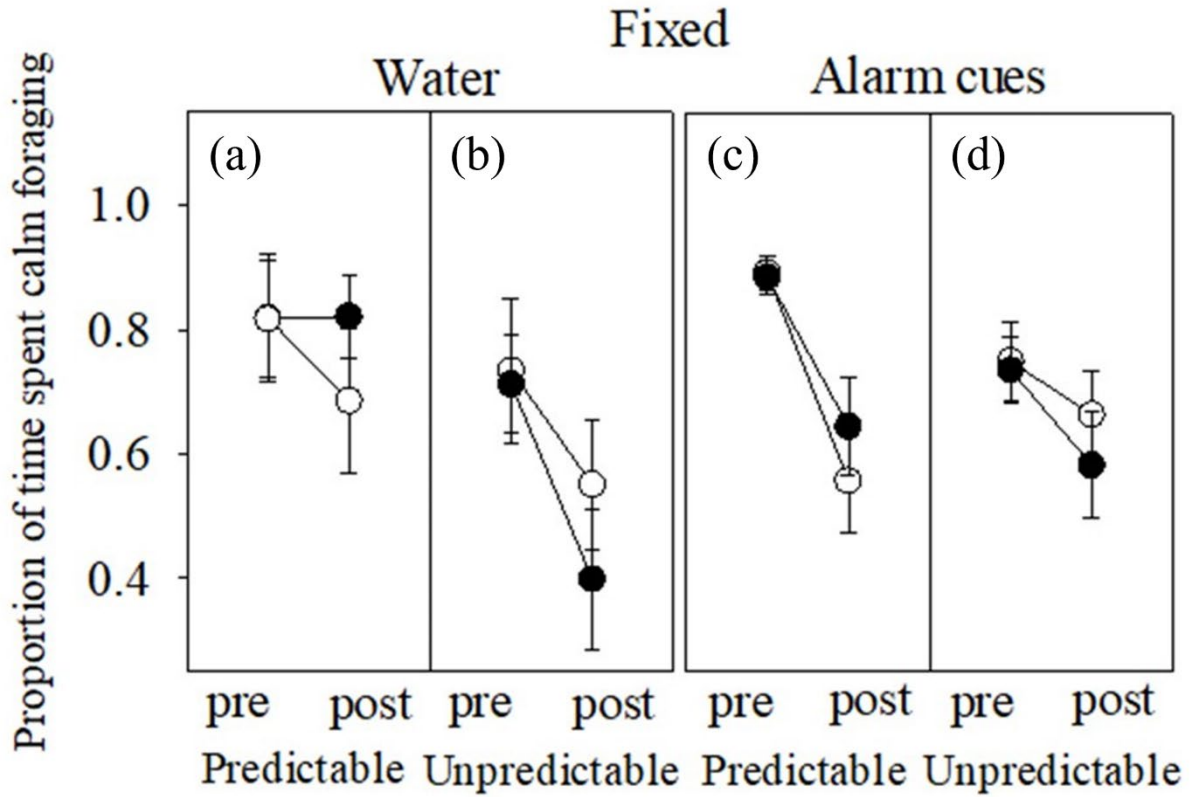 Fixed
Water
Alarm cues
Proportion of time spent calm foraging
(a)
(b)
(c)
(d)
1.0
0.8
0.6
0.4
pre post pre post pre post pre post
Predictable Unpredictable Predictable Unpredictable